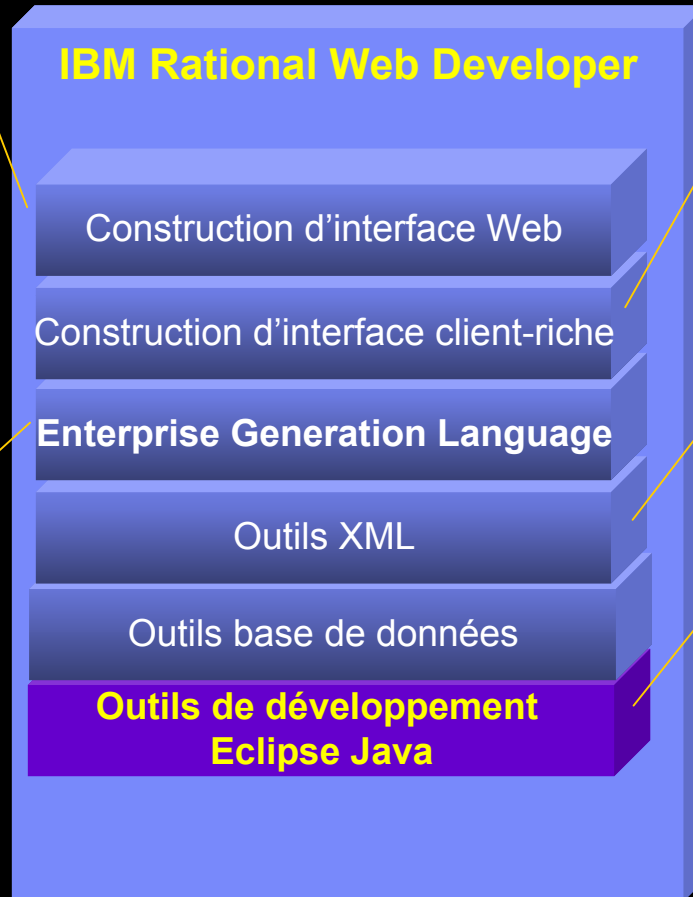 IBM Rational Web Developer
Construction d’interface Web
Construction d’interface client-riche
Enterprise Generation Language
Outils XML
Outils base de données
Outils de développement
Eclipse Java